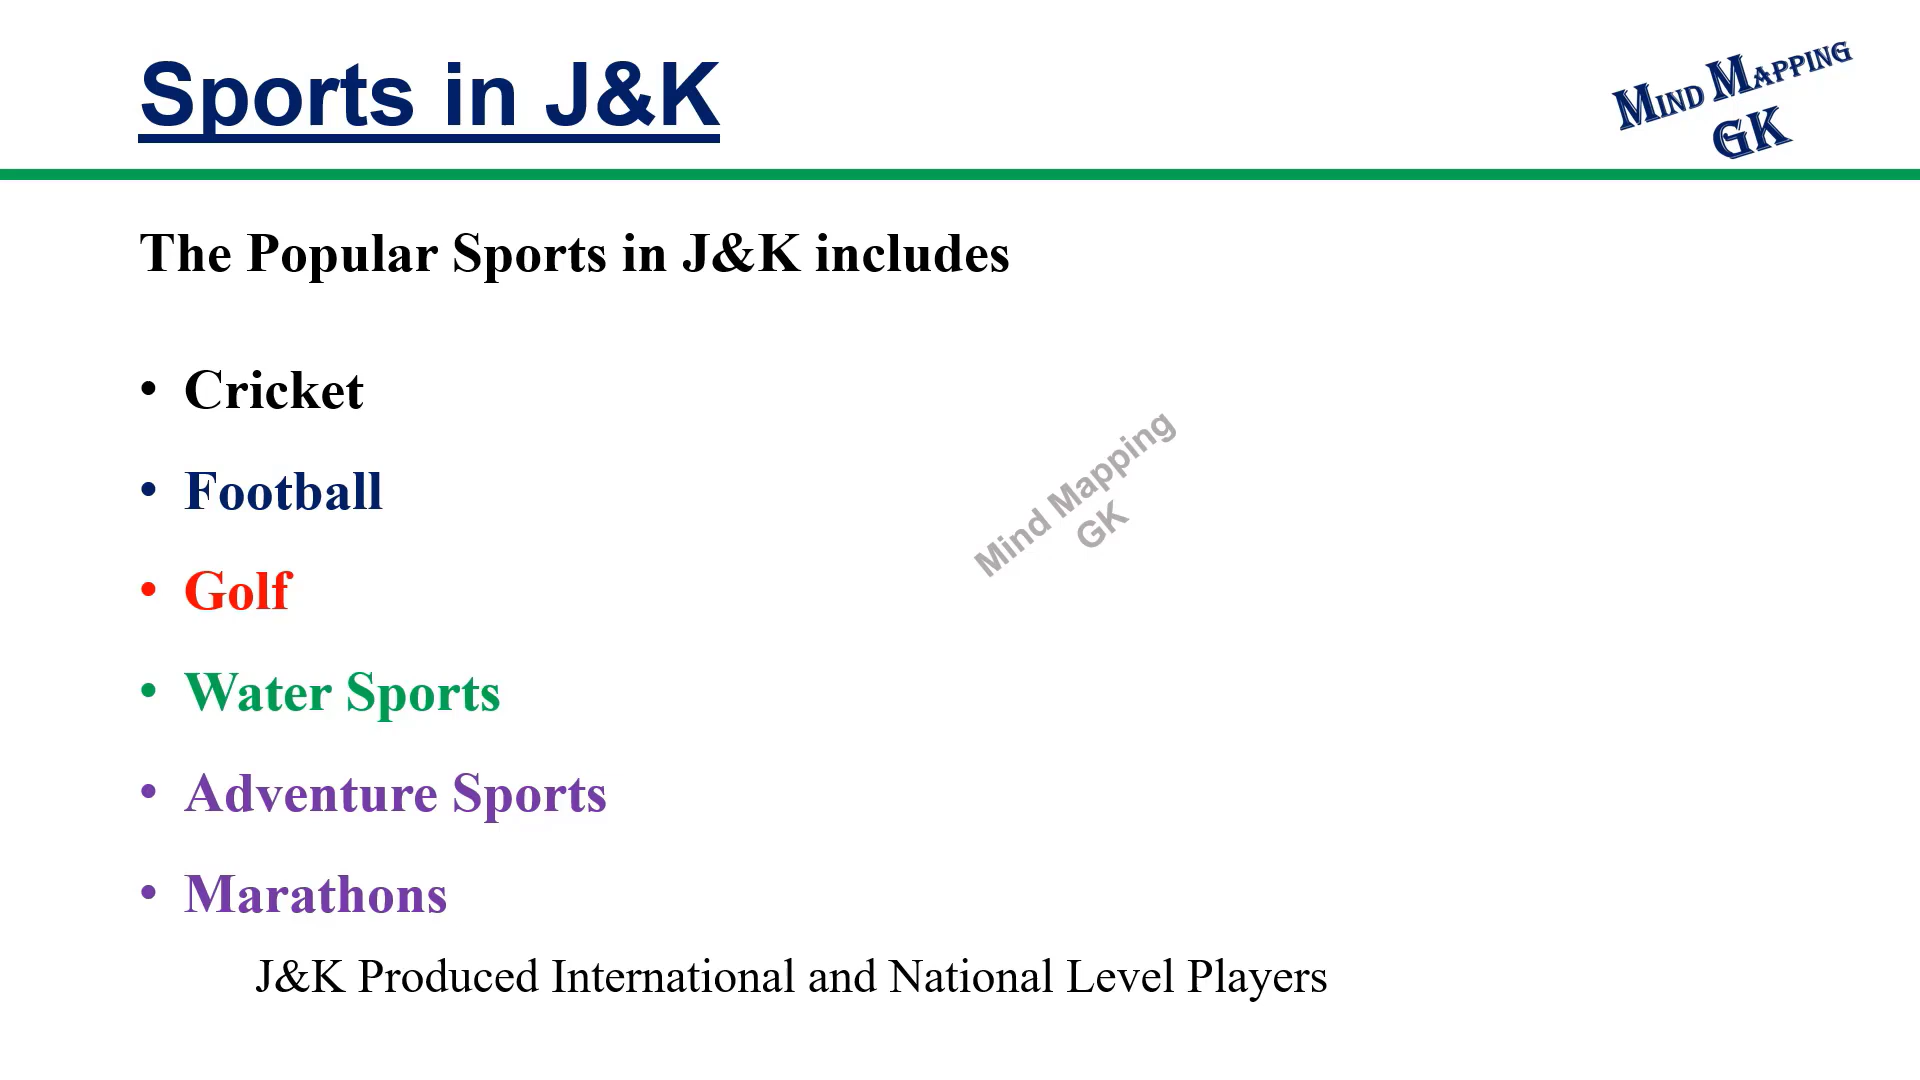 Sports in J&K
Mind Mapping
GK
The Popular Sports in J&K includes
• Cricket
• Football
• Golf
• Water Sports
• Adventure Sports
• Marathons
J&K Produced International and National Level Players
Mind Mapping
GK